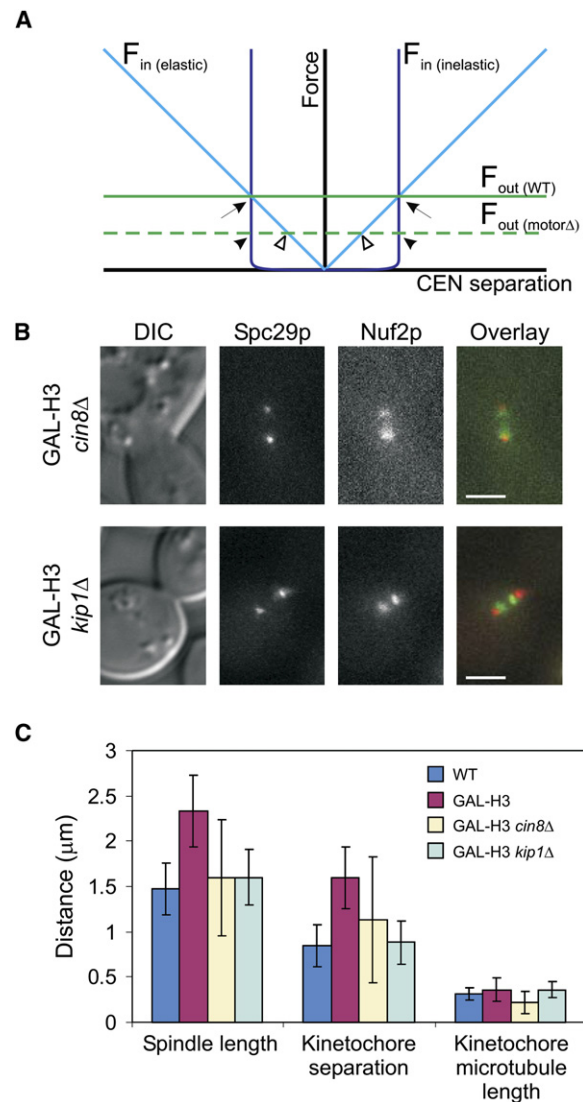 A
F in (elastic)
Force
F in (inelastic)
F out (WT)
F out (motorΔ)
CEN separation
B
DIC Spc29p Nuf2p Overlay
GAL-H3
cin8Δ
GAL-H3
kip1Δ
C
Distance (μm)
3
2.5
2
1.5
1
0.5
0
WT
GAL-H3
GAL-H3 cin8Δ
GAL-H3 kip1Δ
Spindle length
Kinetochore
separation
Kinetochore
microtubule
length